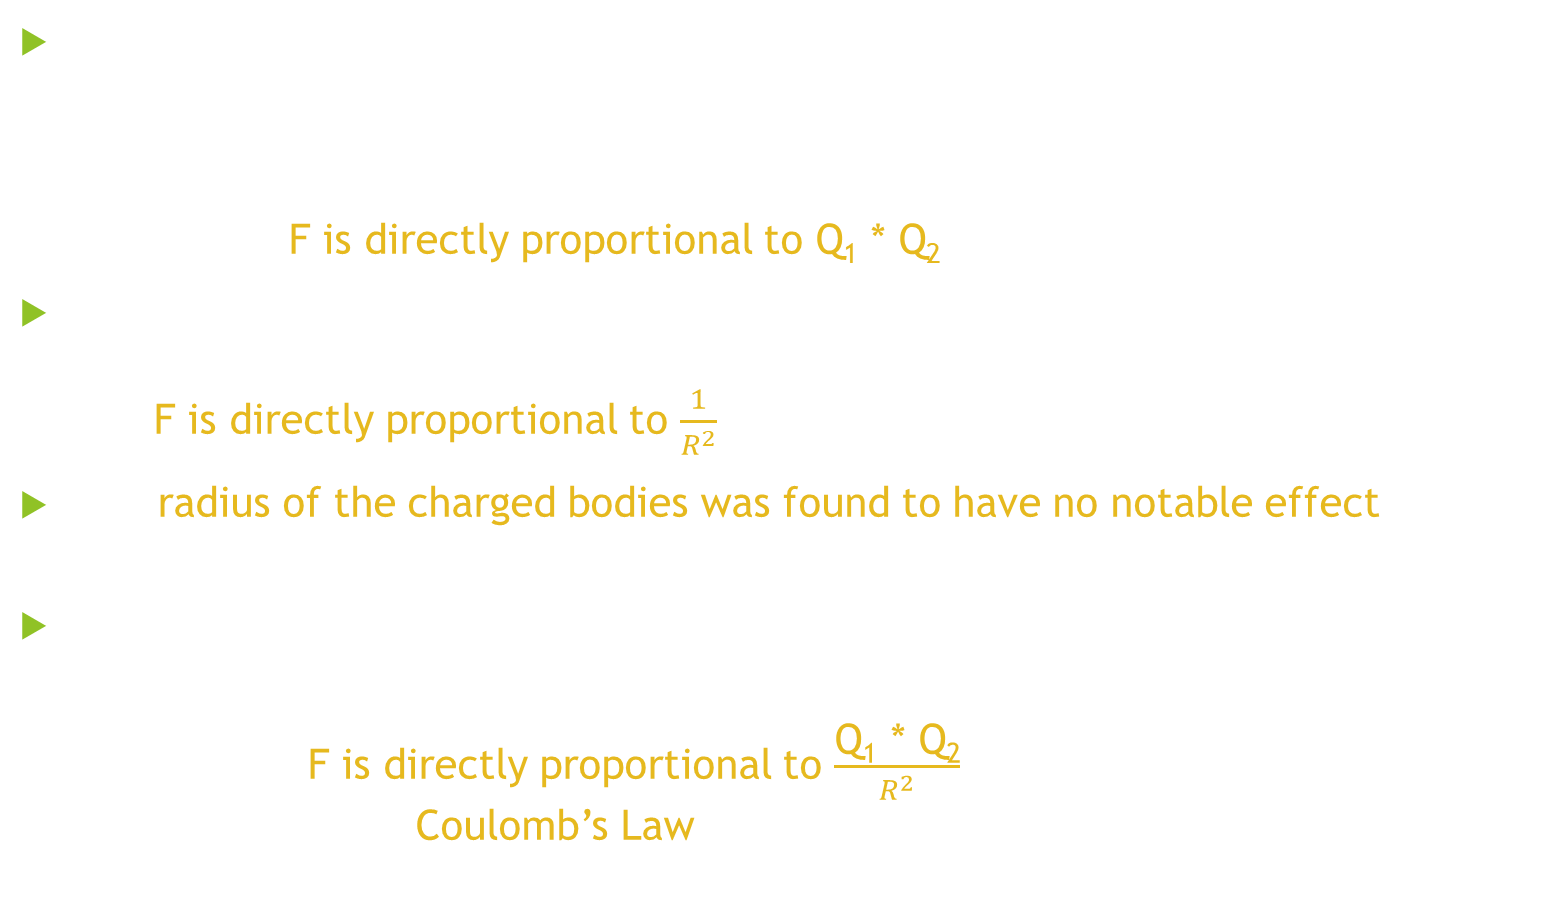 F is directly proportional to Q₁ * Q₂
F is directly proportional to 1/R²
radius of the charged bodies was found to have no notable effect
F is directly proportional to Q₁ * Q₂/R²
Coulomb’s Law